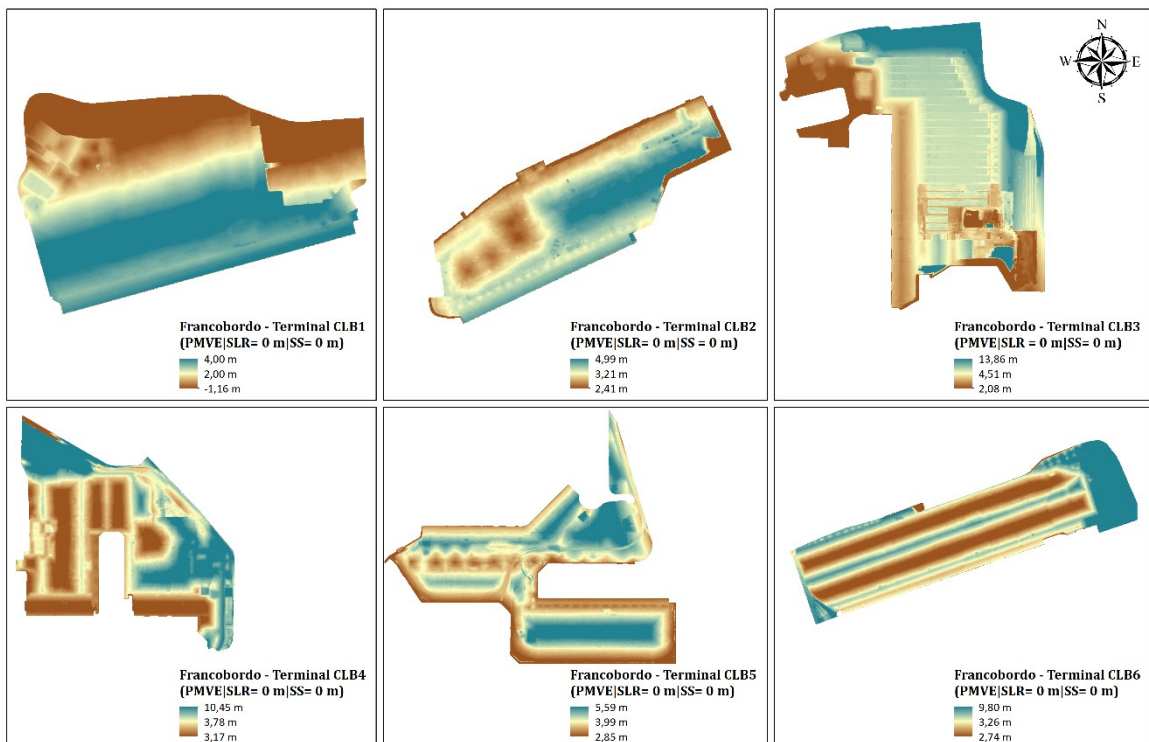 N
W E
S
Francobordo - Terminal CLB1
(PMVE|SLR= 0 m|SS= 0 m)
4,00 m
2,00 m
-1,16 m
Francobordo - Terminal CLB2
(PMVE|SLR= 0 m|SS = 0 m)
4,99 m
3,21 m
2,41 m
Francobordo - Terminal CLB3
(PMVE|SLR = 0 m|SS= 0 m)
13,86 m
4,51 m
2,08 m
Francobordo - Terminal CLB4
(PMVE|SLR= 0 m|SS= 0 m)
10,45 m
3,78 m
3,17 m
Francobordo - Terminal CLB5
(PMVE|SLR= 0 m|SS= 0 m)
5,59 m
3,99 m
2,85 m
Francobordo - Terminal CLB6
(PMVE|SLR= 0 m|SS= 0 m)
9,80 m
3,26 m
2,74 m